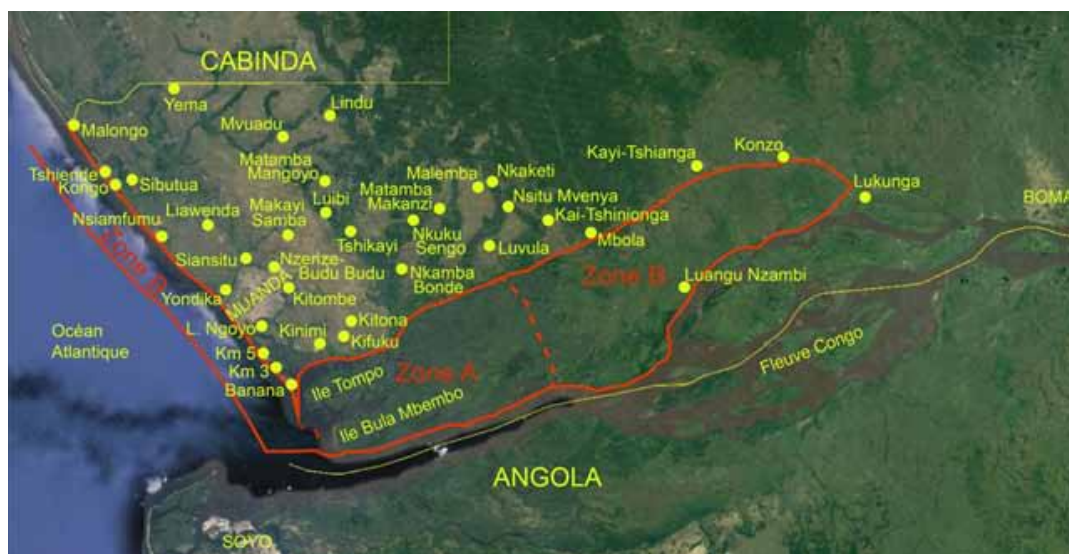 CABINDA
Yema
Lindu
Malongo
Mvuadu
Konzo
Kayi-Tshianga
Matamba
Mangoyo
Malemba
Nkaketi
Tshiende
Kongo
Sibutua
Lukunga
BOMA
Liawenda
Makayi
Samba
Luibi
Matamba
Makanzi
Nsitu Mvenya
Kai-Tshinionga
Nsiamfumu
Tshikayi
Nkuku
Sengo
Luvula
Mbola
Siansitu
Nzenze-
Budu Budu
Nkamba
Bonde
Zone B
Luangu Nzambi
Yondika
MUANDA
Kitombe
Océan
Atlantique
L. Ngoyo
Kinimi
Kitona
Kifuku
Km 5
Km 3
Banana
Ile Tompo
Zone A
Fleuve Congo
Ile Bula Mbembo
ANGOLA
SOYO